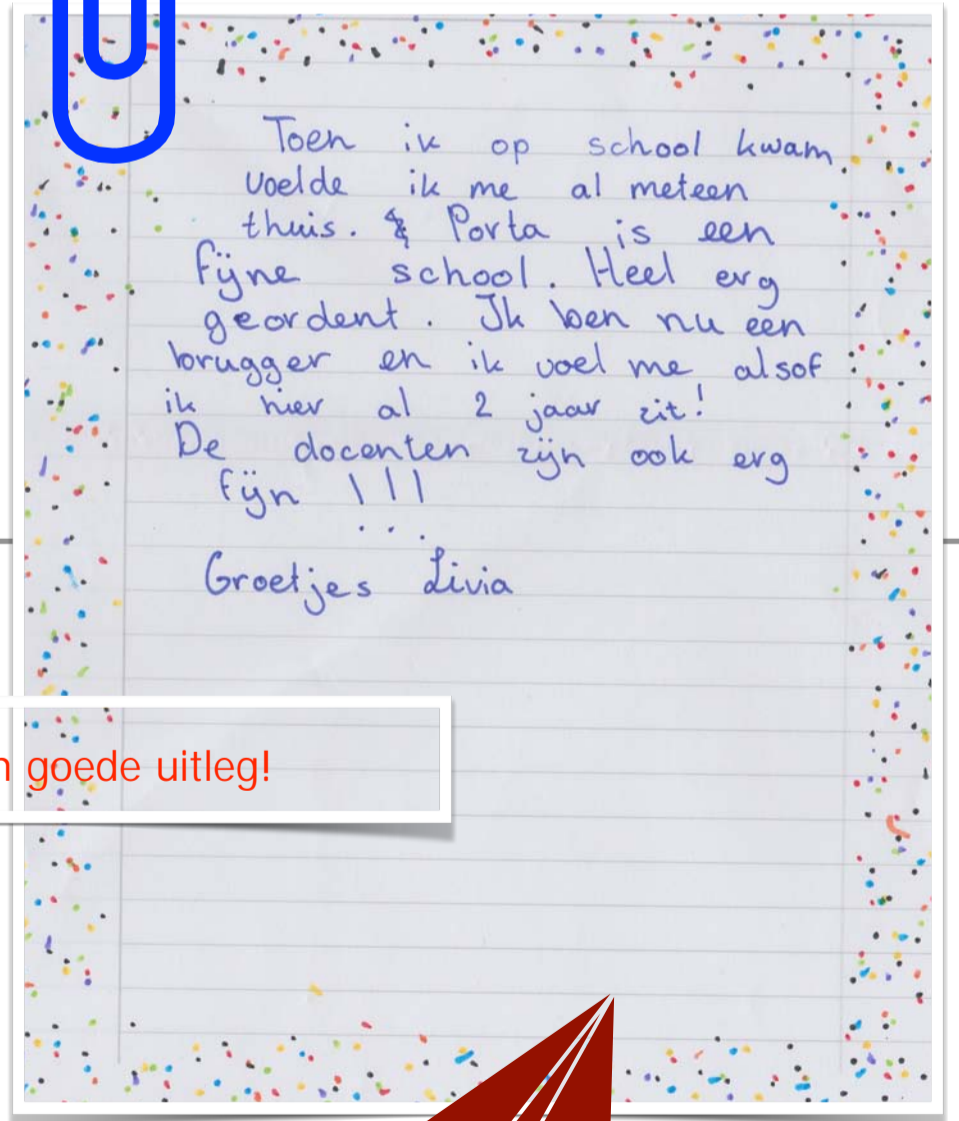 Toen ik op school kwam
voelde ik me al meteen
thuis. Porta is een
fijne school. Heel erg
geordent. Ik ben nu een
brugger en ik voel me alsof
ik hier al 2 jaar zit!
De docenten zijn ook erg
fijn !!!
Groetjes Livia
goede uitleg!